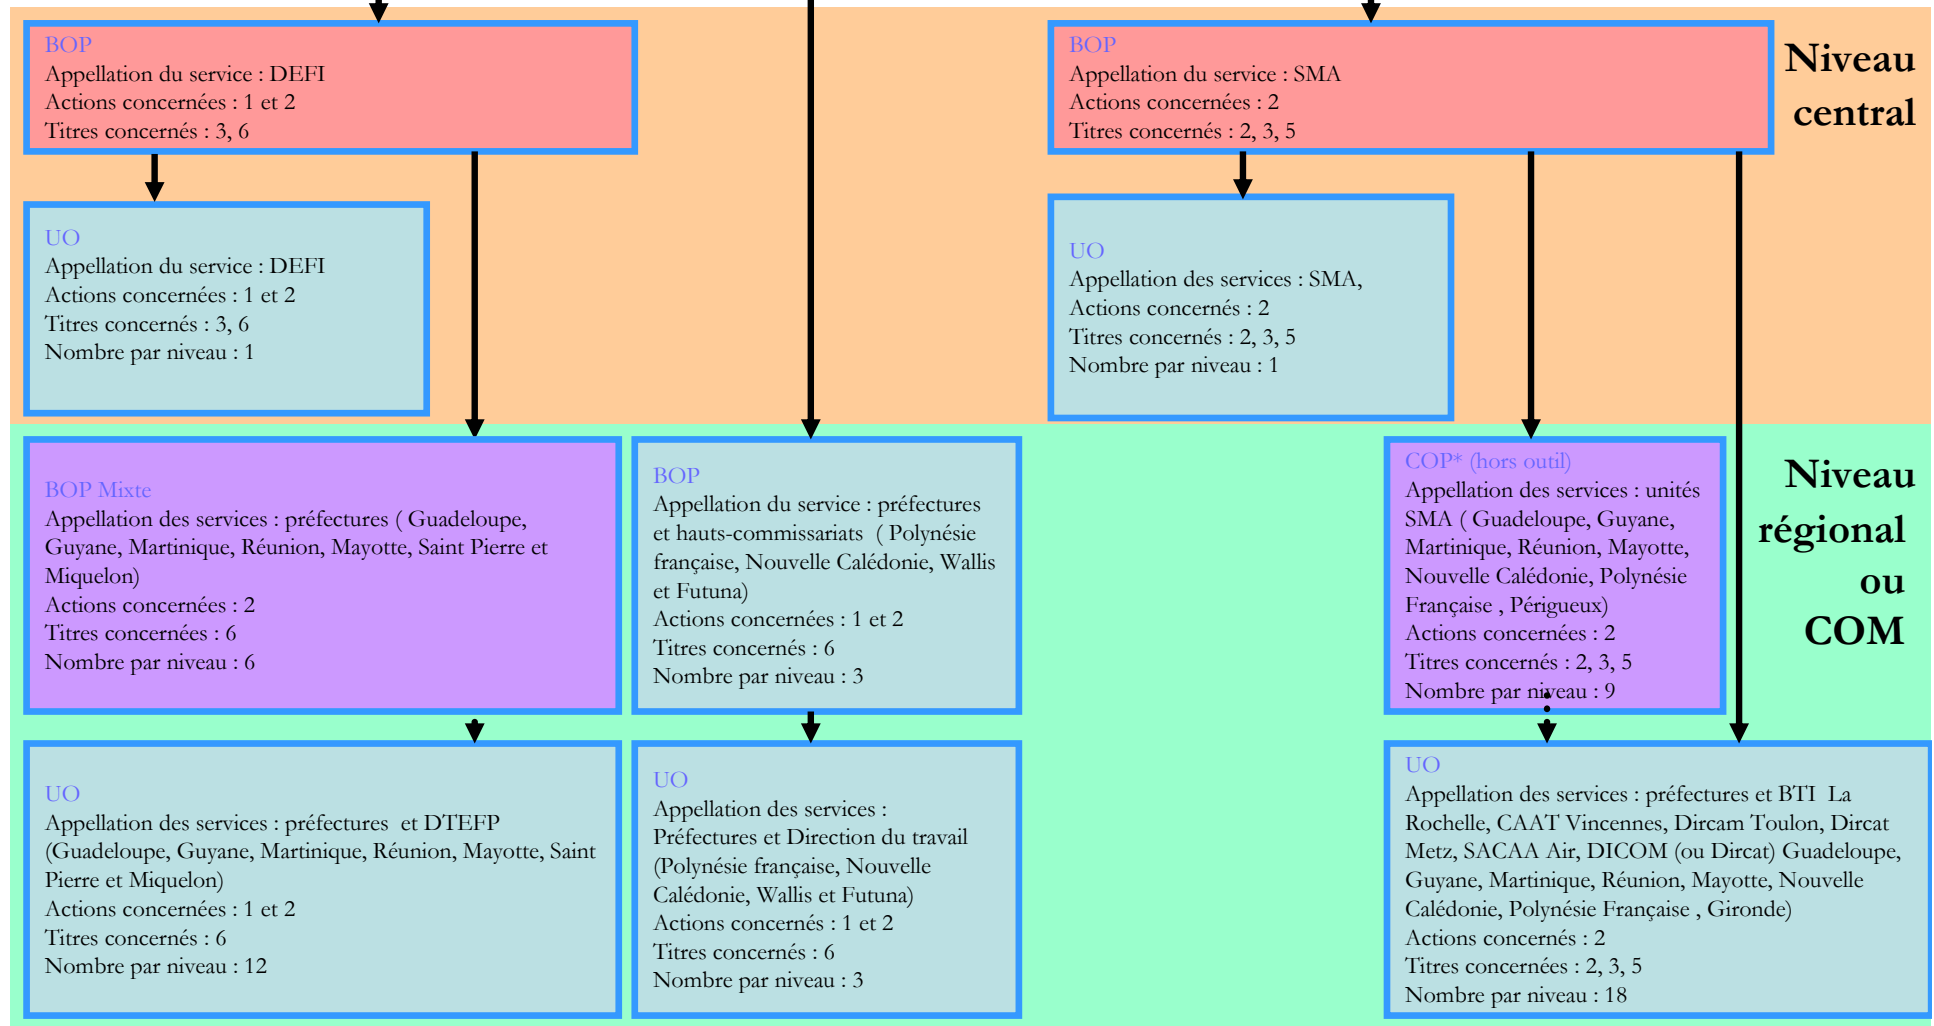 BOP
Appellation du service : DEFI
Actions concernées : 1 et 2
Titres concernés : 3, 6
BOP
Appellation du service : SMA
Actions concernées : 2
Titres concernés : 2, 3, 5
Niveau
central
UO
Appellation du service : DEFI
Actions concernées : 1 et 2
Titres concernés : 3, 6
Nombre par niveau : 1
UO
Appellation des services : SMA,
Actions concernés : 2
Titres concernés : 2, 3, 5
Nombre par niveau : 1
BOP Mixte
Appellation des services : préfectures ( Guadeloupe,
Guyane, Martinique, Réunion, Mayotte, Saint Pierre et
Miquelon)
Actions concernées : 2
Titres concernées : 6
Nombre par niveau : 6
BOP
Appellation du service : préfectures
et hauts-commissariats ( Polynésie
française, Nouvelle Calédonie, Wallis
et Futuna)
Actions concernées : 1 et 2
Titres concernés : 6
Nombre par niveau : 3
COP* (hors outil)
Appellation des services : unités
SMA ( Guadeloupe, Guyane,
Martinique, Réunion, Mayotte,
Nouvelle Calédonie, Polynésie
Française , Périgueux)
Actions concernées : 2
Titres concernés : 2, 3, 5
Nombre par niveau : 9
Niveau
régional
ou
COM
UO
Appellation des services : préfectures et DTEFP
(Guadeloupe, Guyane, Martinique, Réunion, Mayotte, Saint
Pierre et Miquelon)
Actions concernées : 1 et 2
Titres concernés : 6
Nombre par niveau : 12
UO
Appellation des services :
Préfectures et Direction du travail
(Polynésie française, Nouvelle
Calédonie, Wallis et Futuna)
Actions concernés : 1 et 2
Titres concernés : 6
Nombre par niveau : 3
UO
Appellation des services : préfectures et BTI La
Rochelle, CAAT Vincennes, Dircam Toulon, Dircat
Metz, SACAA Air, DICOM (ou Dircat) Guadeloupe,
Guyane, Martinique, Réunion, Mayotte, Nouvelle
Calédonie, Polynésie Française , Gironde)
Actions concernés : 2
Titres concernées : 2, 3, 5
Nombre par niveau : 18